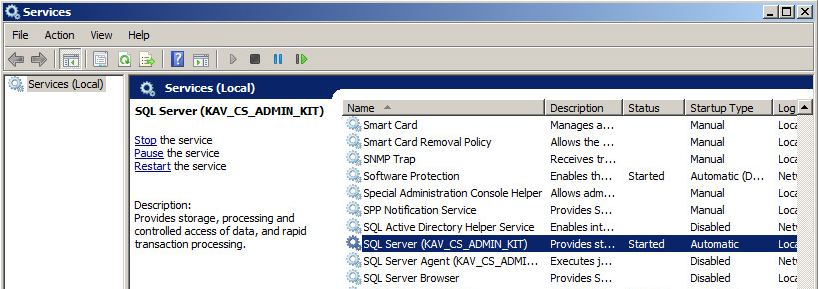 Services
File Action View Help
Services (Local)
Services (Local)
SQL Server (KAV_CS_ADMIN_KIT)
Stop the service
Pause the service
Restart the service
Description:
Provides storage, processing and
controlled access of data, and rapid
transaction processing.
Name Description Status Startup Type Log
Smart Card Manages a... Manual Loca
Smart Card Removal Policy Allows the ... Manual Loca
SNMP Trap Receives tr... Manual Loca
Software Protection Enables th... Started Automatic (D... Netw
Special Administration Console Helper Allows adm... Manual Loca
SPP Notification Service Provides S... Manual Loca
SQL Active Directory Helper Service Enables int... Disabled Netw
SQL Server (KAV_CS_ADMIN_KIT) Provides st... Started Automatic Loca
SQL Server Agent (KAV_CS_ADMI... Executes j... Disabled Netw
SQL Server Browser Provides S... Disabled Loca